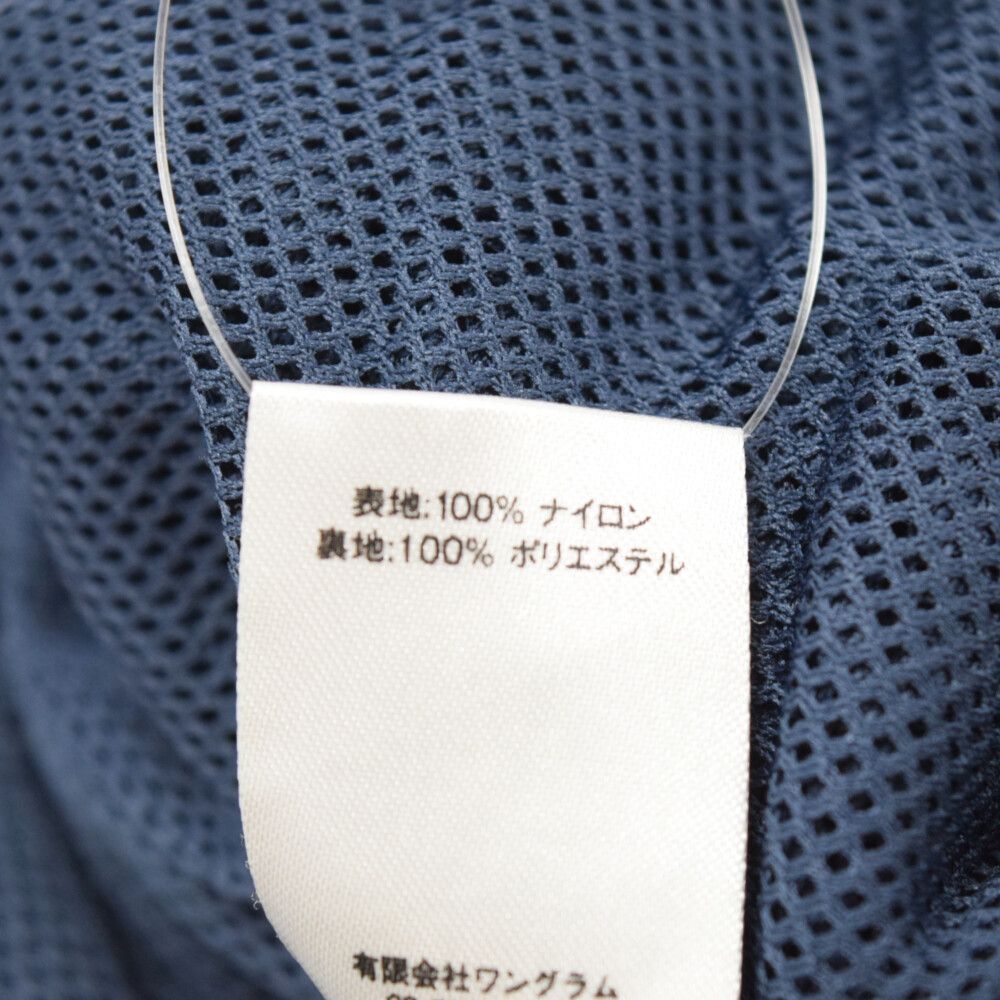 表地:100% ナイロン
裏地:100% ポリエステル
有限会社ワングラム